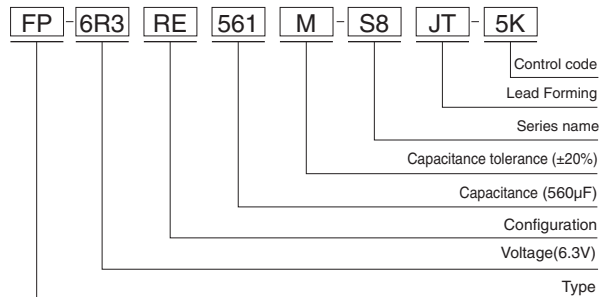 FP - 6R3 RE 561 M - S8 JT - 5K
Control code
Lead Forming
Series name
Capacitance tolerance (±20%)
Capacitance (560µF)
Configuration
Voltage(6.3V)
Type